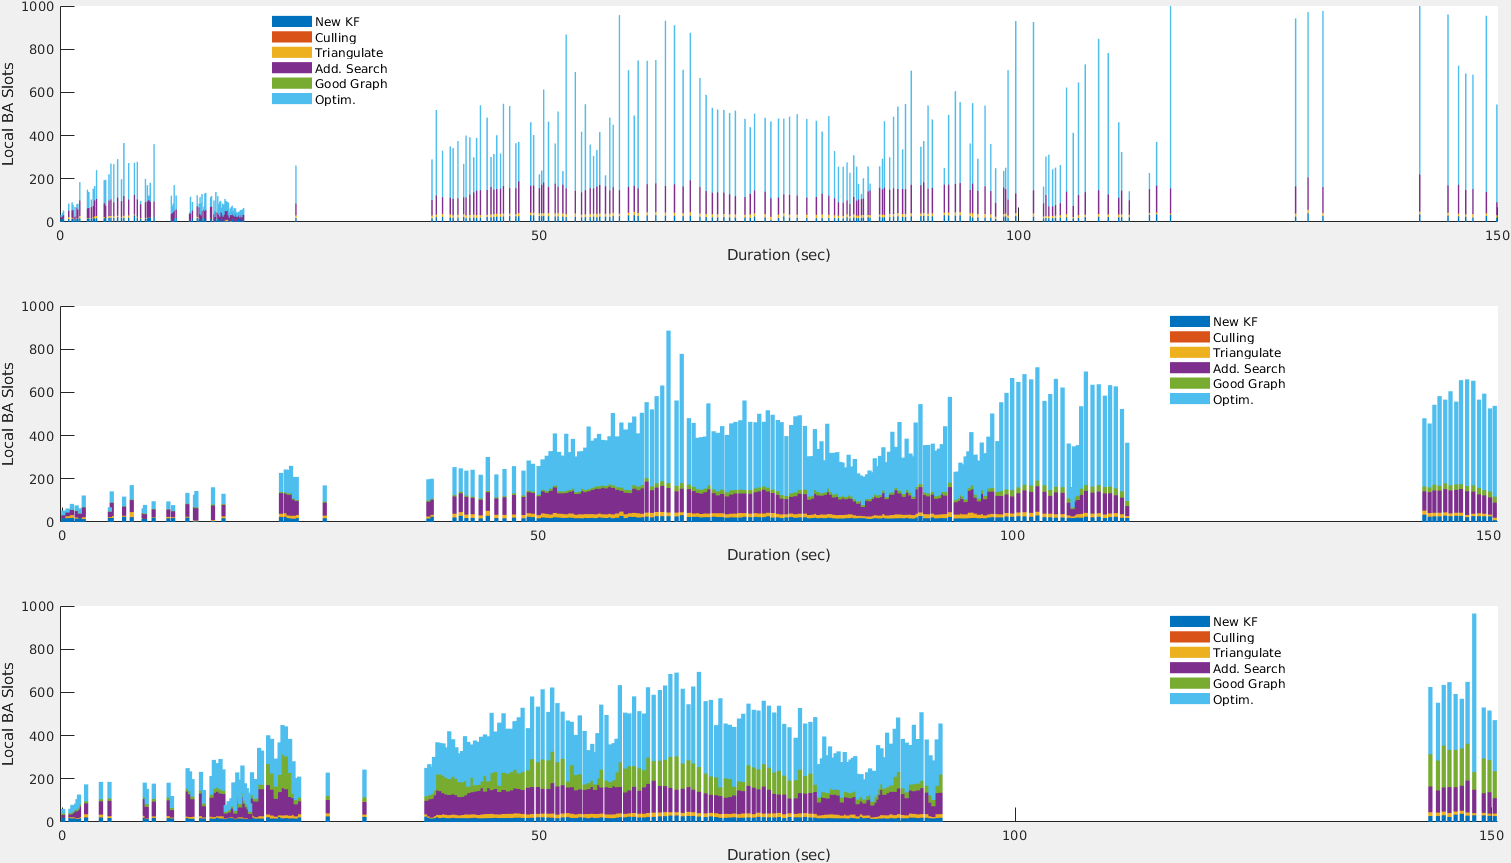 1000
800
600
400
200
0
Local BA Slots
New KF
Culling
Triangulate
Add. Search
Good Graph
Optim.
0 50 100 150
Duration (sec)
1000
800
600
400
200
0
Local BA Slots
New KF
Culling
Triangulate
Add. Search
Good Graph
Optim.
0 50 100 150
Duration (sec)
1000
800
600
400
200
0
Local BA Slots
New KF
Culling
Triangulate
Add. Search
Good Graph
Optim.
0 50 100 150
Duration (sec)